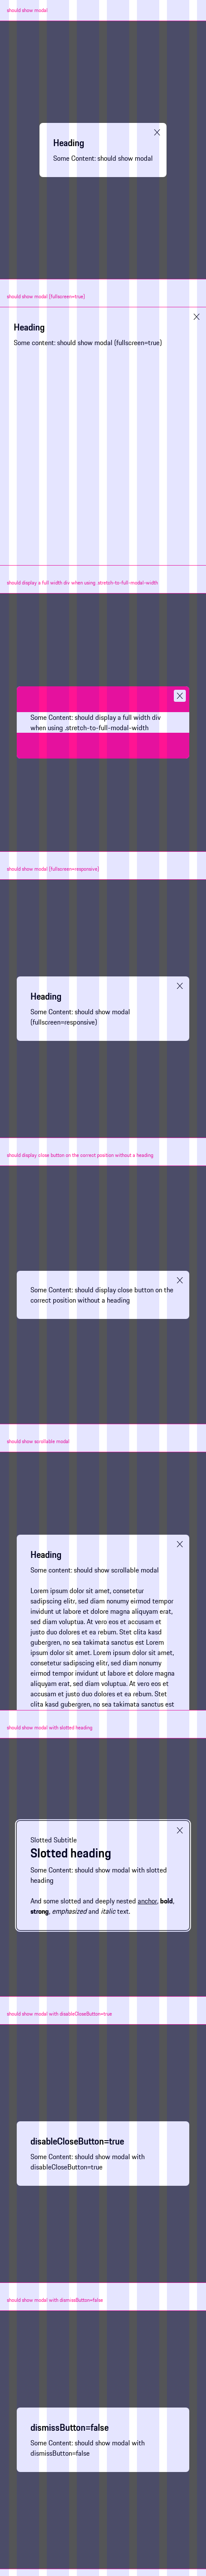 should show modal
Heading
Some Content: should show modal
should show modal (fullscreen=true)
Heading
Some content: should show modal (fullscreen=true)
should display a full width div when using .stretch-to-full-modal-width
Some Content: should display a full width div
when using .stretch-to-full-modal-width
should show modal (fullscreen=responsive)
Heading
Some Content: should show modal
(fullscreen=responsive)
should display close button on the correct position without a heading
Some Content: should display close button on the
correct position without a heading
should show scrollable modal
Heading
Some content: should show scrollable modal
Lorem ipsum dolor sit amet, consetetur
sadipscing elitr, sed diam nonumy eirmod tempor
invidunt ut labore et dolore magna aliquyam erat,
sed diam voluptua. At vero eos et accusam et
justo duo dolores et ea rebum. Stet clita kasd
gubergren, no sea takimata sanctus est Lorem
ipsum dolor sit amet. Lorem ipsum dolor sit amet,
consetetur sadipscing elitr, sed diam nonumy
eirmod tempor invidunt ut labore et dolore magna
aliquyam erat, sed diam voluptua. At vero eos et
accusam et justo duo dolores et ea rebum. Stet
clita kasd gubergren, no sea takimata sanctus est
should show modal with slotted heading
Slotted Subtitle
Slotted heading
Some Content: should show modal with slotted
heading
And some slotted and deeply nested anchor, bold,
strong, emphasized and italic text.
should show modal with disableCloseButton=true
disableCloseButton=true
Some Content: should show modal with
disableCloseButton=true
should show modal with dismissButton=false
dismissButton=false
Some Content: should show modal with
dismissButton=false